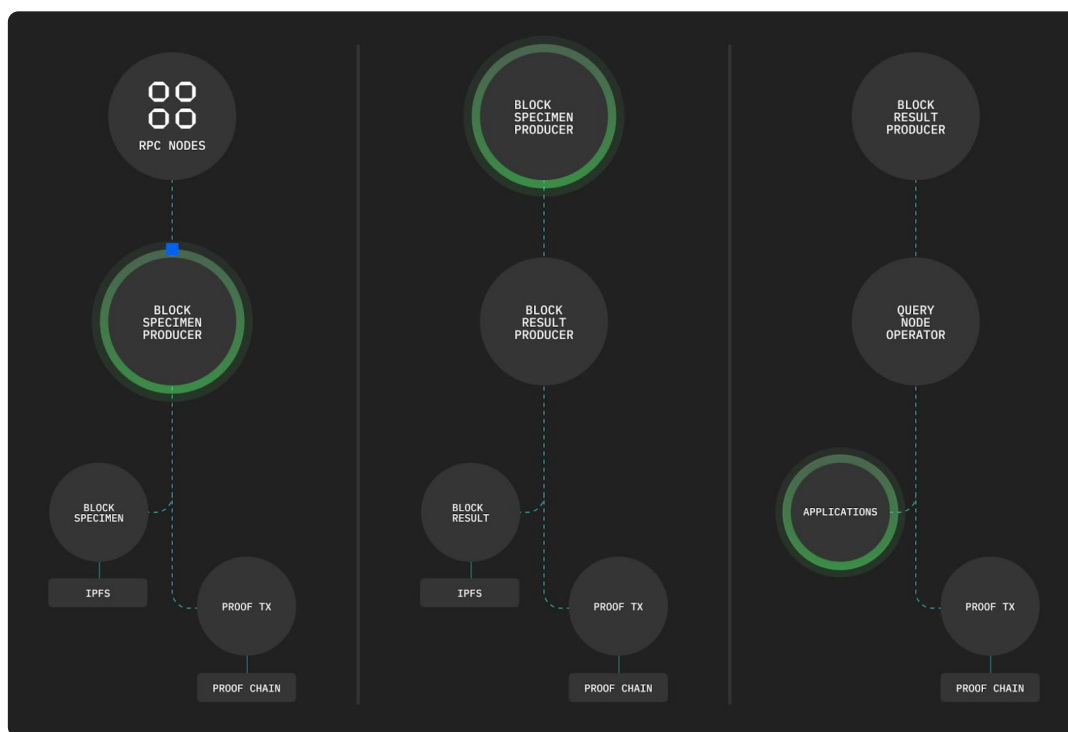 RPC NODES
BLOCK
SPECIMEN
PRODUCER
BLOCK
SPECIMEN
IPFS
PROOF TX
PROOF CHAIN
BLOCK
SPECIMEN
PRODUCER
BLOCK
RESULT
PRODUCER
BLOCK
RESULT
IPFS
PROOF TX
PROOF CHAIN
BLOCK
RESULT
PRODUCER
QUERY
NODE
OPERATOR
APPLICATIONS
PROOF TX
PROOF CHAIN